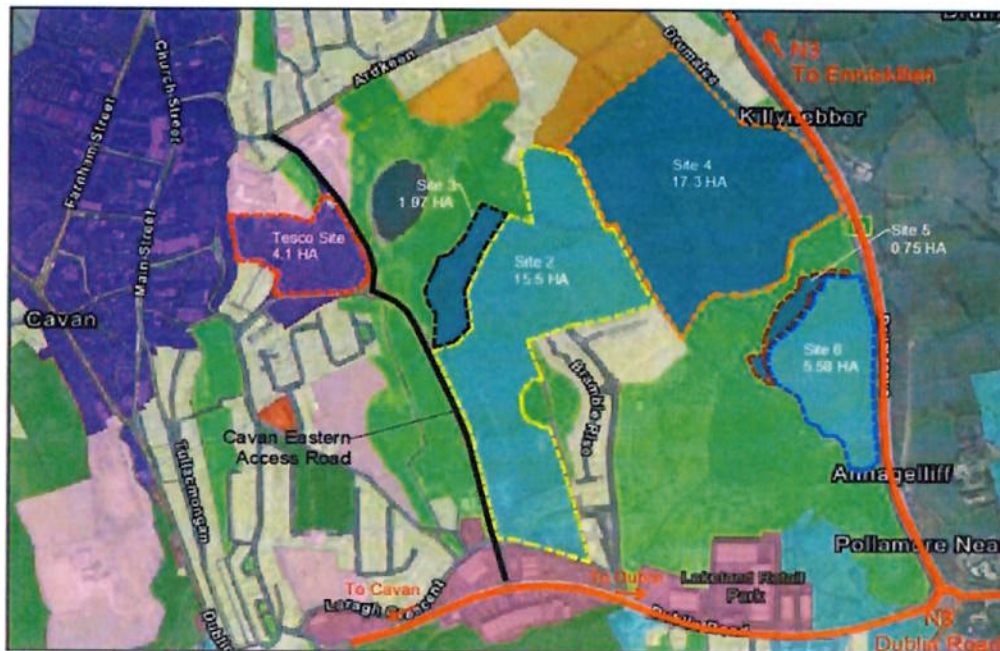 N3
To Enniskillen
Drumalee
Ardkeen
Church Street
Farnham Street
Main Street
Killynebber
Site 4
17.3 HA
Site 3
1.97 HA
Site 5
0.75 HA
Tesco Site
4.1 HA
Site 2
15.5 HA
Cavan
Site 6
5.58 HA
Bramble Rise
Cavan Eastern
Access Road
Tullacmongan
Annagelliff
Pollamore Near
To Cavan
To Dublin
Laragh Crescent
Lakeland Retail
Park
Dublin Road
Dublin
N3
Dublin Road